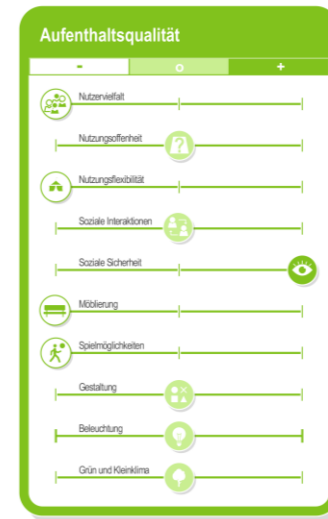 Aufenthaltsqualität
- o +
Nutzervielfalt
Nutzungsoffenheit
?
Nutzungsflexibilität
Soziale Interaktionen
Soziale Sicherheit
Möblierung
Spielmöglichkeiten
Gestaltung
Beleuchtung
Grün und Kleinklima